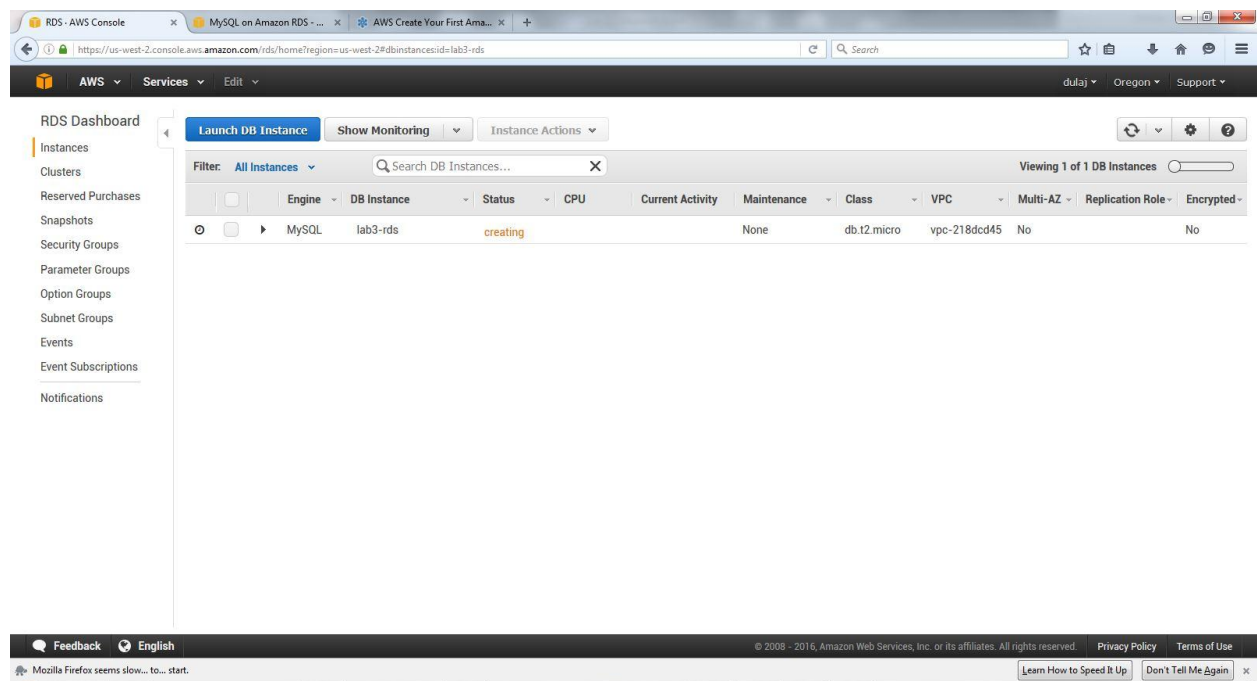 RDS · AWS Console
MySQL on Amazon RDS - ...
AWS Create Your First Ama...
https://us-west-2.console.aws.amazon.com/rds/home?region=us-west-2#dbinstances:id=lab3-rds
Search
AWS Services Edit
dulaj Oregon Support
RDS Dashboard
Instances
Clusters
Reserved Purchases
Snapshots
Security Groups
Parameter Groups
Option Groups
Subnet Groups
Events
Event Subscriptions
Notifications
Launch DB Instance Show Monitoring Instance Actions
Filter: All Instances Search DB Instances... Viewing 1 of 1 DB Instances
Engine DB Instance Status CPU Current Activity Maintenance Class VPC Multi-AZ Replication Role Encrypted
MySQL lab3-rds creating None db.t2.micro vpc-218dcd45 No No
Feedback English
© 2008 - 2016, Amazon Web Services, Inc. or its affiliates. All rights reserved. Privacy Policy Terms of Use
Mozilla Firefox seems slow... to... start.
Learn How to Speed It Up Don't Tell Me Again